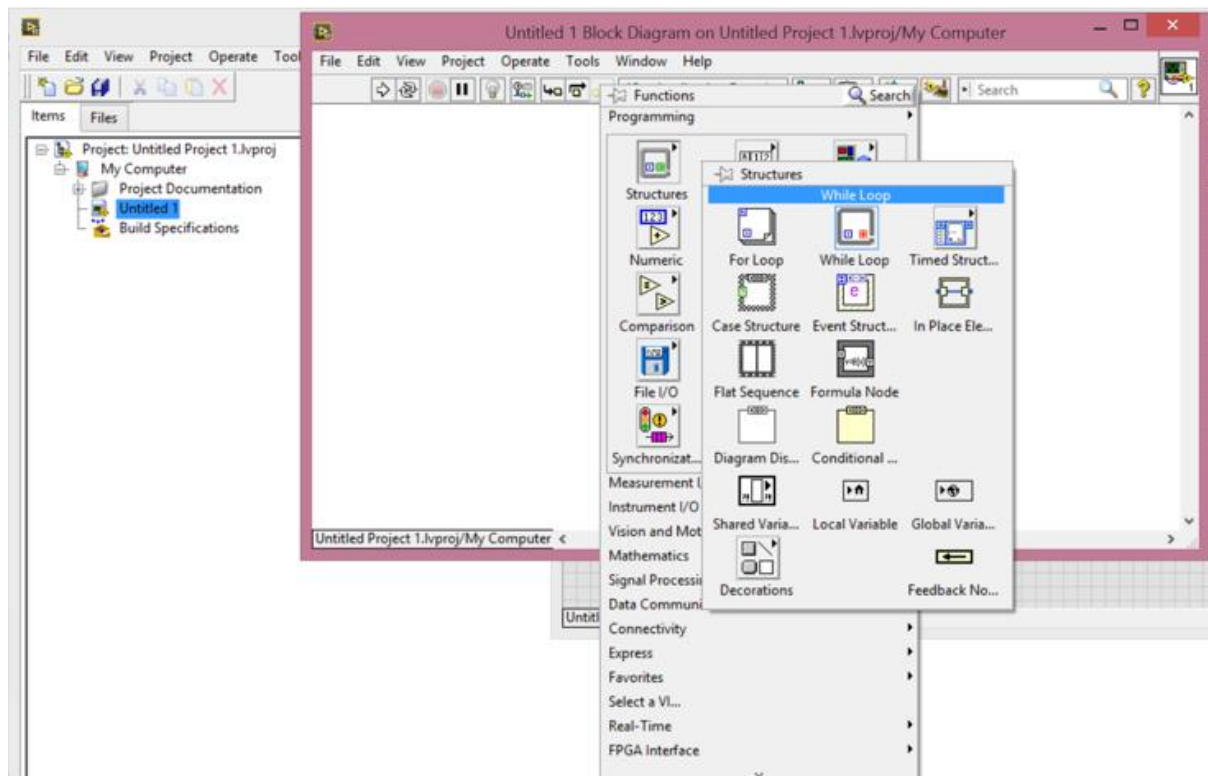 Untitled 1 Block Diagram on Untitled Project 1.lvproj/My Computer
File Edit View Project Operate Tool
File Edit View Project Operate Tools Window Help
Functions
Search
Search
Items Files
Programming
Project: Untitled Project 1.lvproj
My Computer
Project Documentation
Untitled 1
Build Specifications
Structures
Numeric
Comparison
File I/O
Synchronizat...
Structures
While Loop
For Loop While Loop Timed Struct...
Case Structure Event Struct... In Place Ele...
Flat Sequence Formula Node
Diagram Dis... Conditional ...
Shared Varia... Local Variable Global Varia...
Decorations Feedback No...
Untitled Project 1.lvproj/My Computer
Measurement I
Instrument I/O
Vision and Mot
Mathematics
Signal Processi
Data Communi
Untitl
Connectivity
Express
Favorites
Select a VI...
Real-Time
FPGA Interface